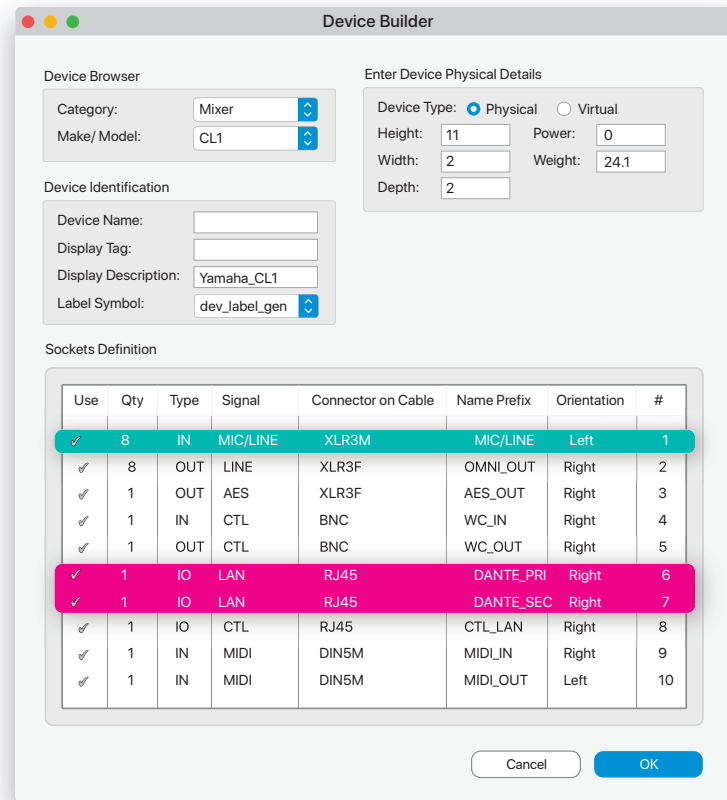 Device Builder
Device Browser
Category: Mixer
Make/ Model: CL1
Device Identification
Device Name:
Display Tag:
Display Description: Yamaha_CL1
Label Symbol: dev_label_gen
Enter Device Physical Details
Device Type: Physical Virtual
Height: 11 Power: 0
Width: 2 Weight: 24.1
Depth: 2
Sockets Definition
Use Qty Type Signal Connector on Cable Name Prefix Orientation #
8 IN MIC/LINE XLR3M MIC/LINE Left 1
8 OUT LINE XLR3F OMNI_OUT Right 2
1 OUT AES XLR3F AES_OUT Right 3
1 IN CTL BNC WC_IN Right 4
1 OUT CTL BNC WC_OUT Right 5
1 IO LAN RJ45 DANTE_PRI Right 6
1 IO LAN RJ45 DANTE_SEC Right 7
1 IO CTL RJ45 CTL_LAN Right 8
1 IN MIDI DIN5M MIDI_IN Right 9
1 IN MIDI DIN5M MIDI_OUT Left 10
Cancel OK